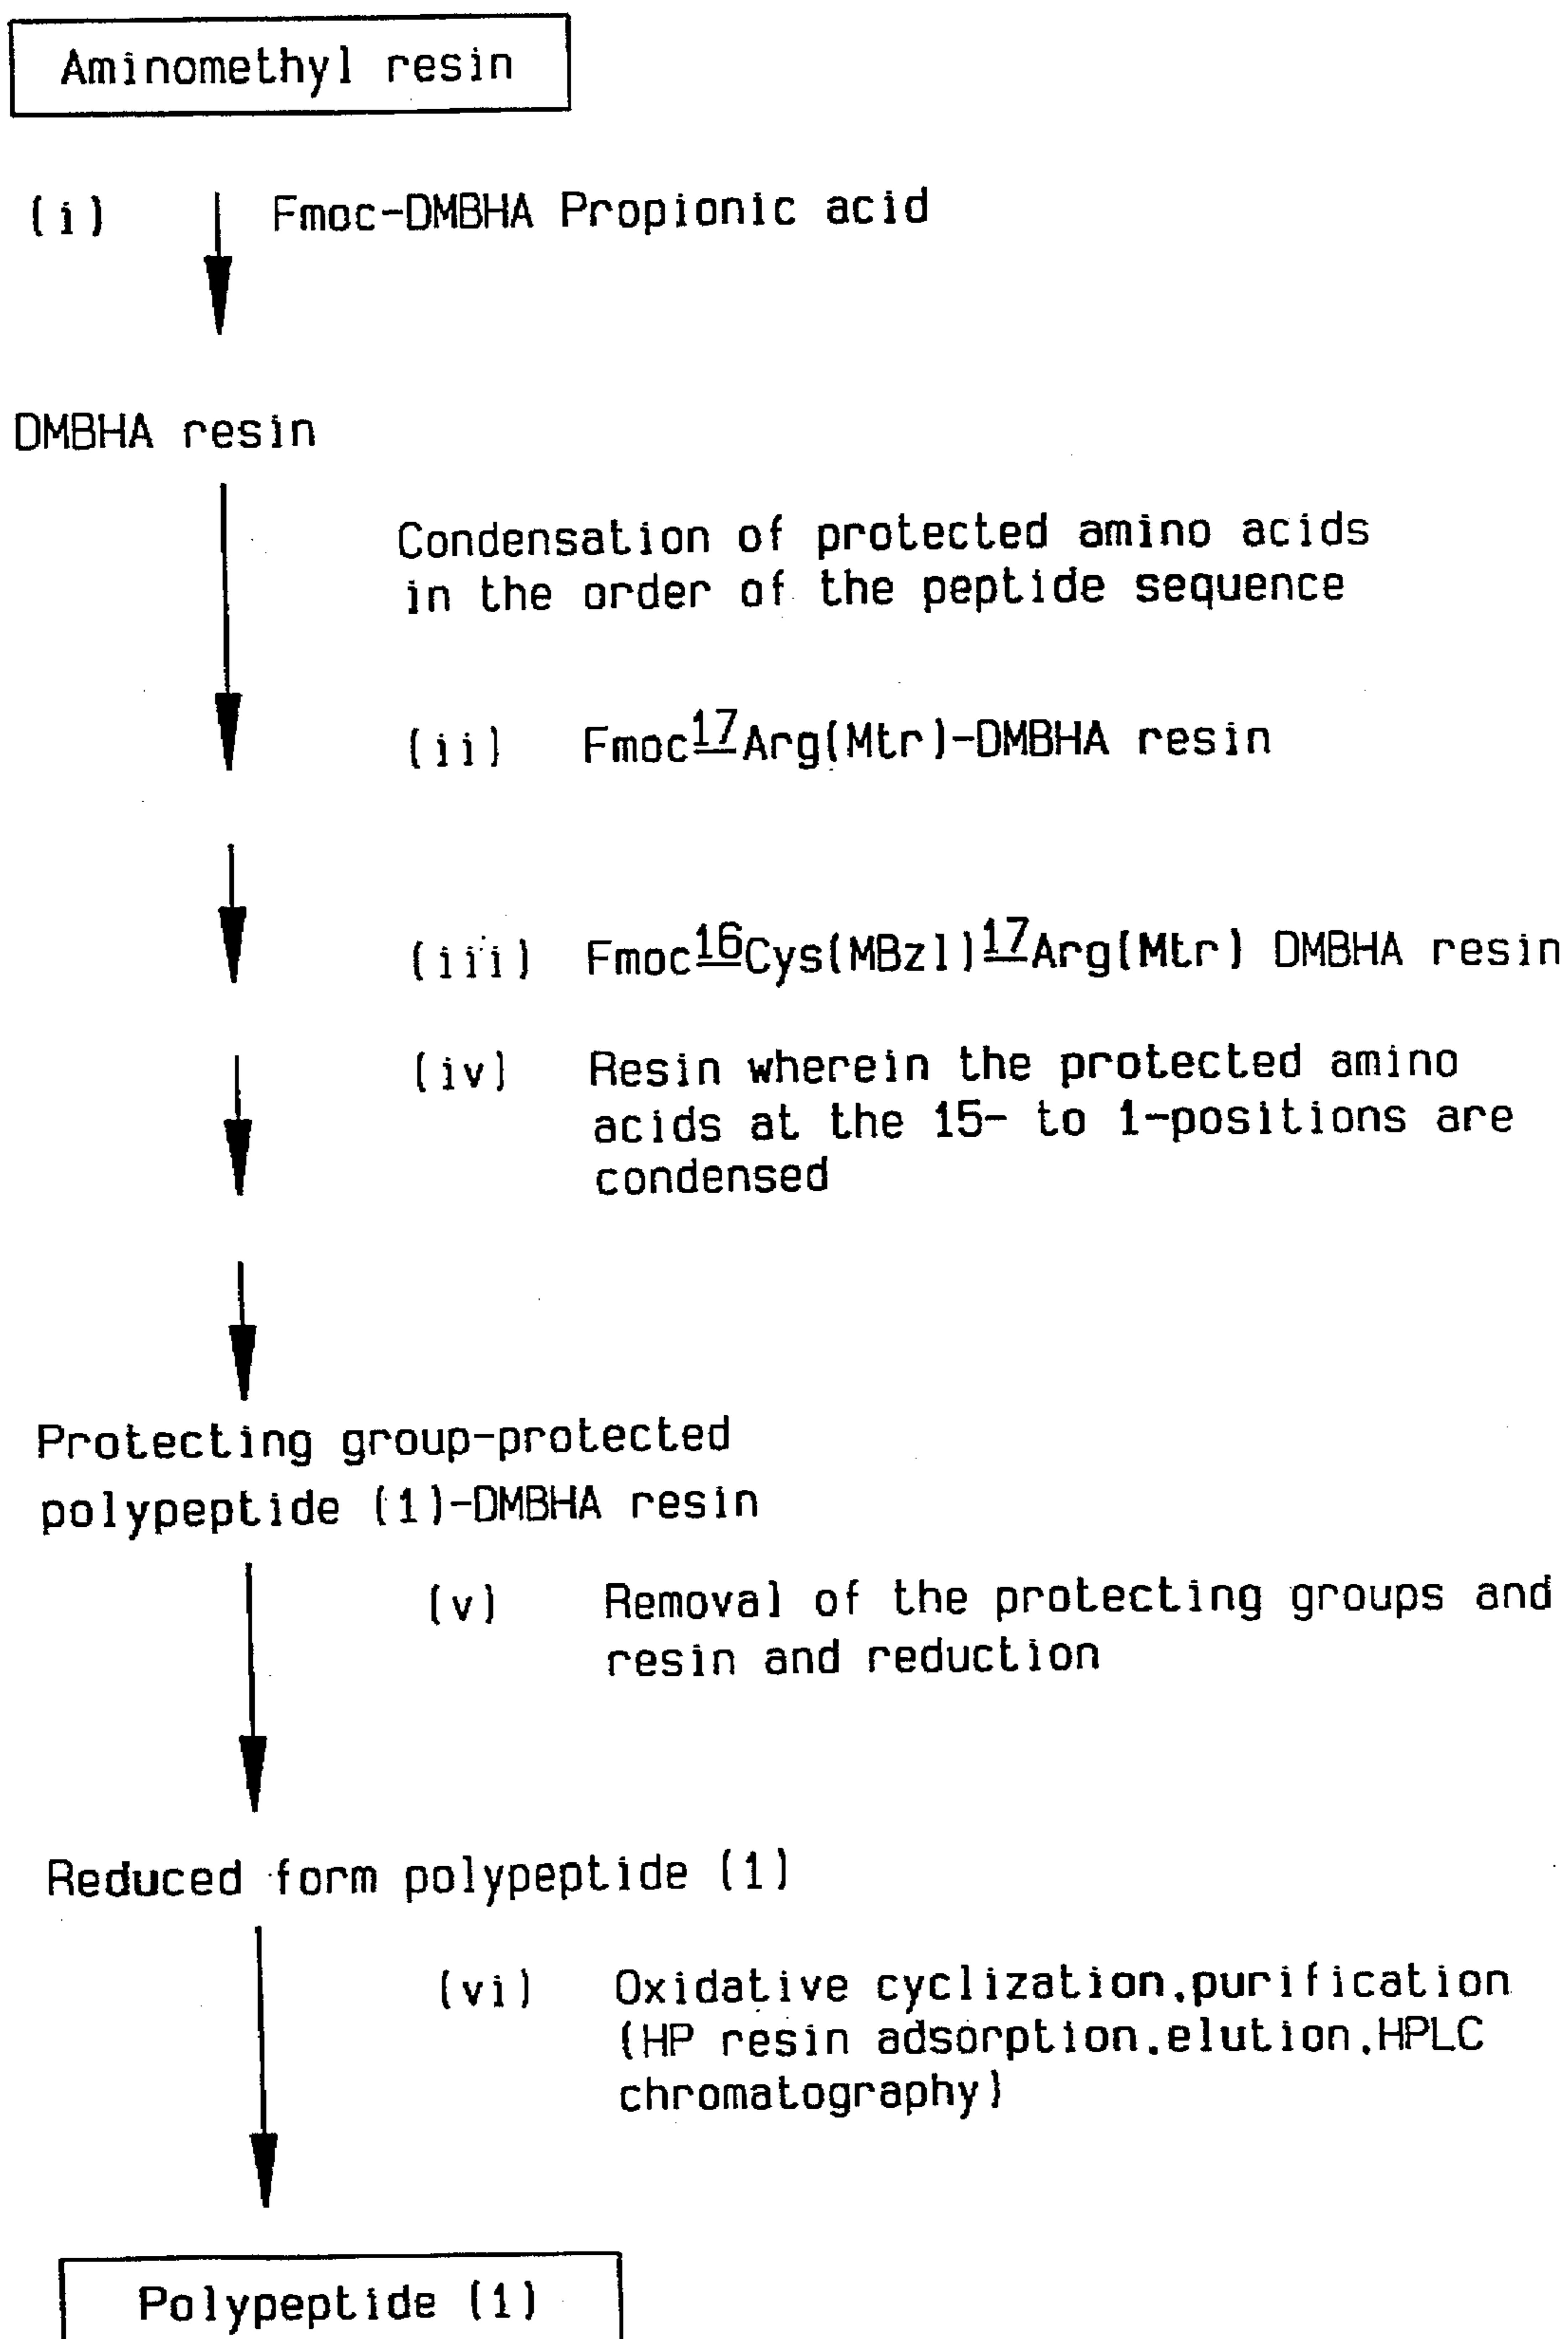 Aminomethyl resin
(i) Fmoc-DMBHA Propionic acid
DMBHA resin
Condensation of protected amino acids
in the order of the peptide sequence
(ii) Fmoc17Arg(Mtr)-DMBHA resin
(iii) Fmoc16Cys(MBzl)17Arg(Mtr) DMBHA resin
(iv) Resin wherein the protected amino
acids at the 15- to 1-positions are
condensed
Protecting group-protected
polypeptide (1)-DMBHA resin
(v) Removal of the protecting groups and
resin and reduction
Reduced form polypeptide (1)
(vi) Oxidative cyclization.purification
(HP resin adsorption.elution.HPLC
chromatography)
Polypeptide (1)